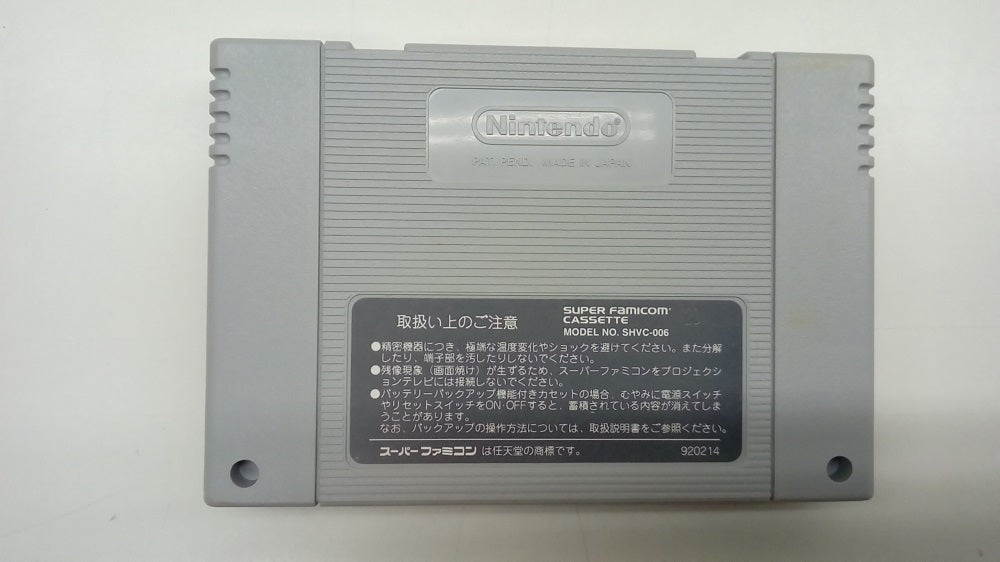 Nintendo
PAT. PEND. MADE IN JAPAN
取扱い上のご注意
SUPER FAMICOM
CASSETTE
MODEL NO. SHVC-006
●精密機器につき、極端な温度変化やショックを避けてください。また分解
したり、端子部を汚したりしないでください。
●残像現象（画面焼け）が生ずるため、スーパーファミコンをプロジェクシ
ョンテレビには接続しないでください。
●バッテリーバックアップ機能付きカセットの場合、むやみに電源スイッチ
やリセットスイッチをON・OFFすると、蓄積されている内容が消えてしま
うことがあります。
なお、バックアップの操作方法については、取扱説明書をご参照ください。
スーパーファミコン は任天堂の商標です。 920214